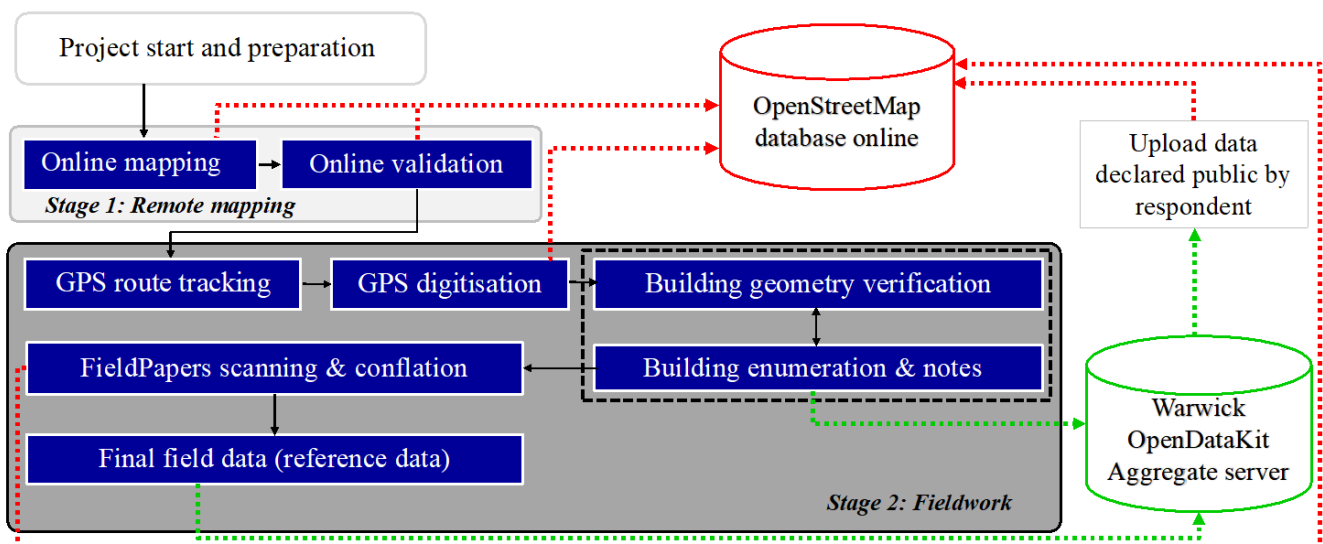 Project start and preparation
OpenStreetMap
database online
Online mapping
Online validation
Stage 1: Remote mapping
Upload data
declared public by
respondent
GPS route tracking
GPS digitisation
Building geometry verification
FieldPapers scanning & conflation
Building enumeration & notes
Final field data (reference data)
Stage 2: Fieldwork
Warwick
OpenDataKit
Aggregate server